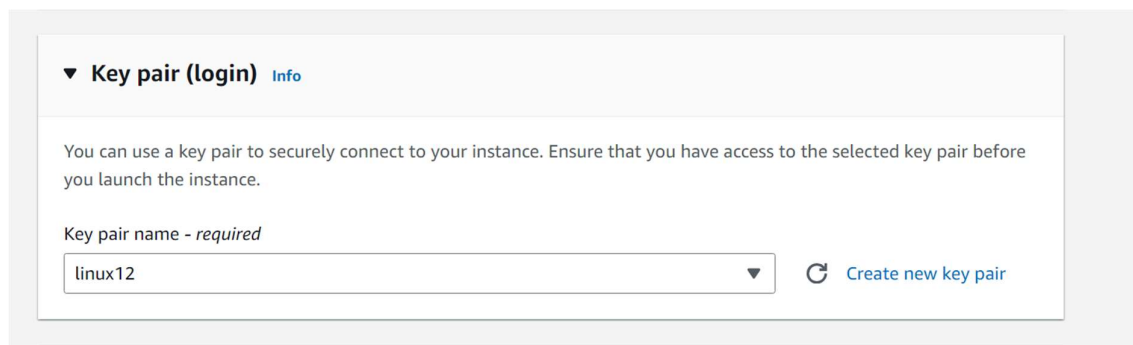 Key pair (login) Info
You can use a key pair to securely connect to your instance. Ensure that you have access to the selected key pair before
you launch the instance.
Key pair name - required
linux12
Create new key pair